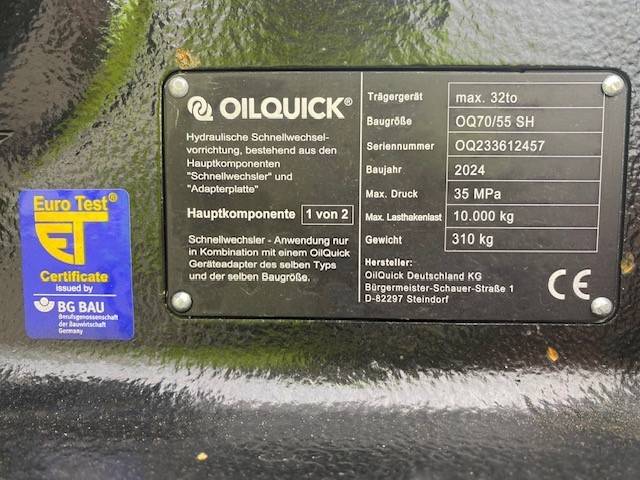 OILQUICK®
Hydraulische Schnellwechsel-
vorrichtung, bestehend aus den
Hauptkomponenten
"Schnellwechsler" und
"Adapterplatte"
Hauptkomponente 1 von 2
Schnellwechsler - Anwendung nur
in Kombination mit einem OilQuick
Geräteadapter des selben Typs
und der selben Baugröße.
Trägergerät max. 32to
Baugröße OQ70/55 SH
Seriennummer OQ233612457
Baujahr 2024
Max. Druck 35 MPa
Max. Lasthakenlast 10.000 kg
Gewicht 310 kg
Hersteller:
OilQuick Deutschland KG
Bürgermeister-Schauer-Straße 1
D-82297 Steindorf
CE
Euro Test®
ET
Certificate
issued by
BG BAU
Berufsgenossenschaft
der Bauwirtschaft
Germany